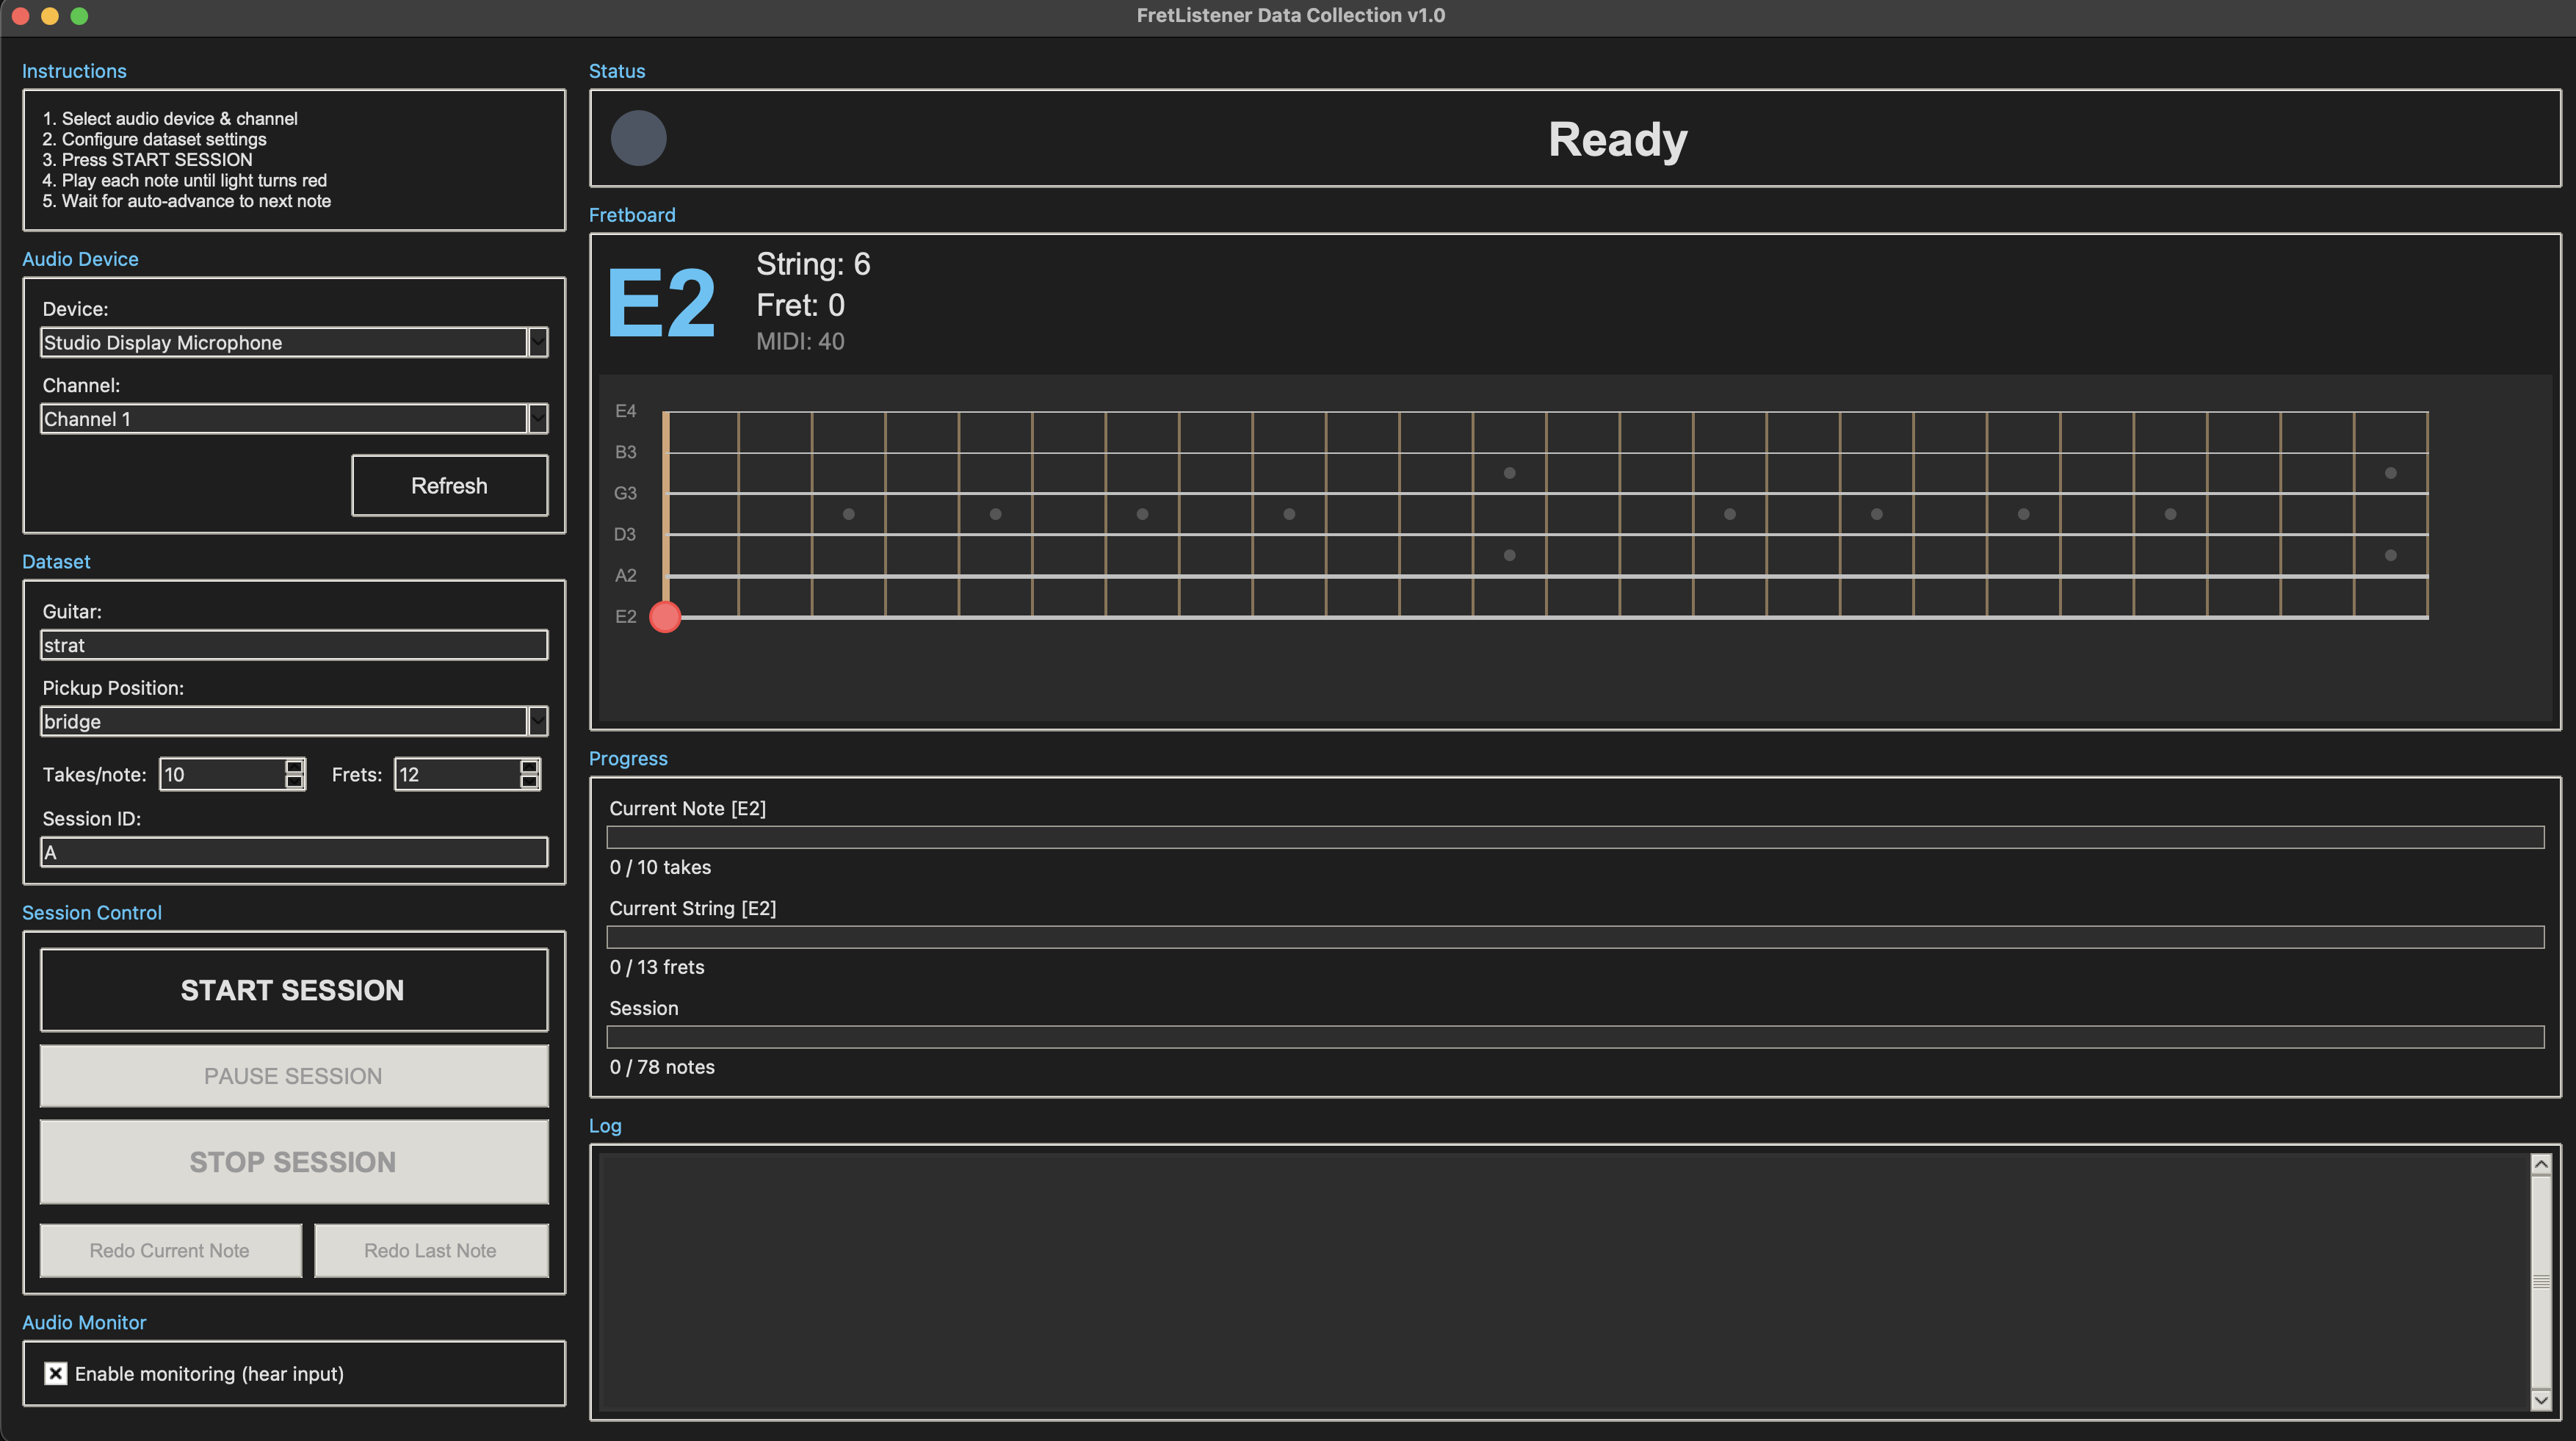 FretListener Data Collection v1.0
Instructions
1. Select audio device & channel
2. Configure dataset settings
3. Press START SESSION
4. Play each note until light turns red
5. Wait for auto-advance to next note
Audio Device
Device:
Studio Display Microphone
Channel:
Channel 1
Refresh
Dataset
Guitar:
strat
Pickup Position:
bridge
Takes/note: 10 Frets: 12
Session ID:
A
Session Control
START SESSION
PAUSE SESSION
STOP SESSION
Redo Current Note Redo Last Note
Audio Monitor
Enable monitoring (hear input)
Status
Ready
Fretboard
E2
String: 6
Fret: 0
MIDI: 40
E4
B3
G3
D3
A2
E2
Progress
Current Note [E2]
0 / 10 takes
Current String [E2]
0 / 13 frets
Session
0 / 78 notes
Log